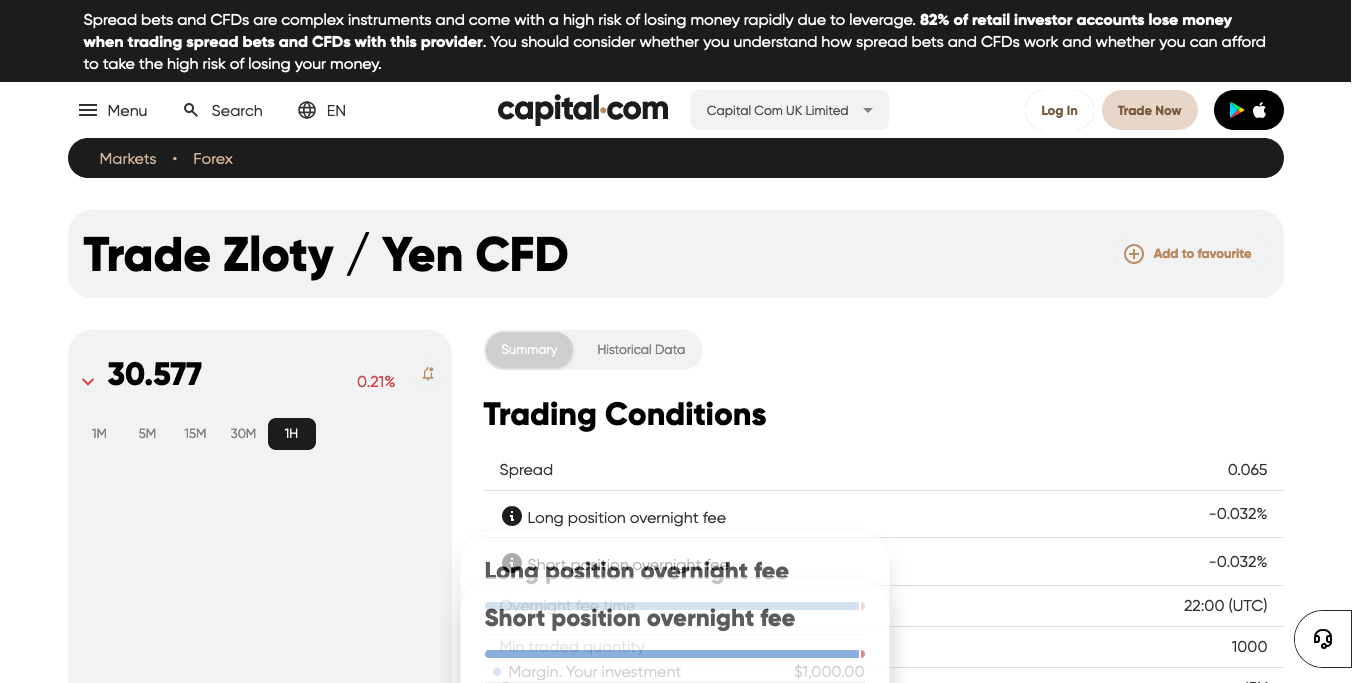 Spread bets and CFDs are complex instruments and come with a high risk of losing money rapidly due to leverage. 82% of retail investor accounts lose money
when trading spread bets and CFDs with this provider. You should consider whether you understand how spread bets and CFDs work and whether you can afford
to take the high risk of losing your money.
Menu Search EN capital.com Capital Com UK Limited Log In Trade Now
Markets • Forex
Trade Zloty / Yen CFD
Add to favourite
30.577
0.21%
1M 5M 15M 30M 1H
Summary Historical Data
Trading Conditions
Spread 0.065
Long position overnight fee -0.032%
Short position overnight fee -0.032%
Long position overnight fee
Overnight fee time 22:00 (UTC)
Short position overnight fee
Min traded quantity 1000
Margin. Your investment $1,000.00